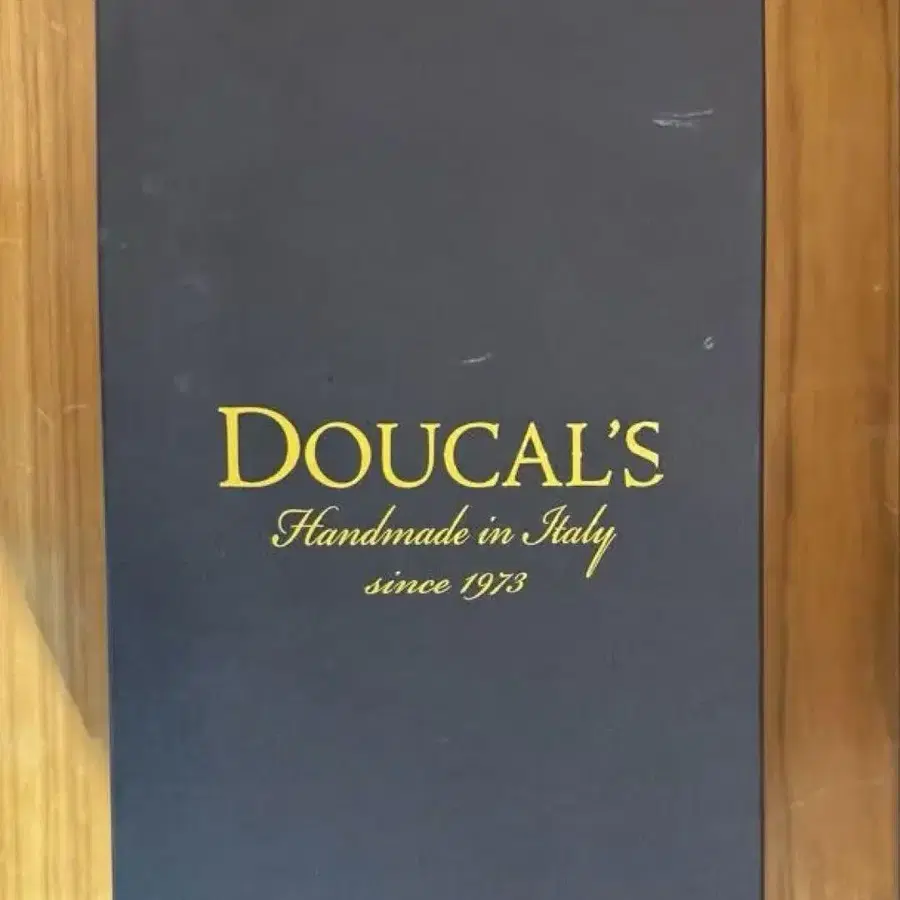 DOUCAL'S
Handmade in Italy
since 1973